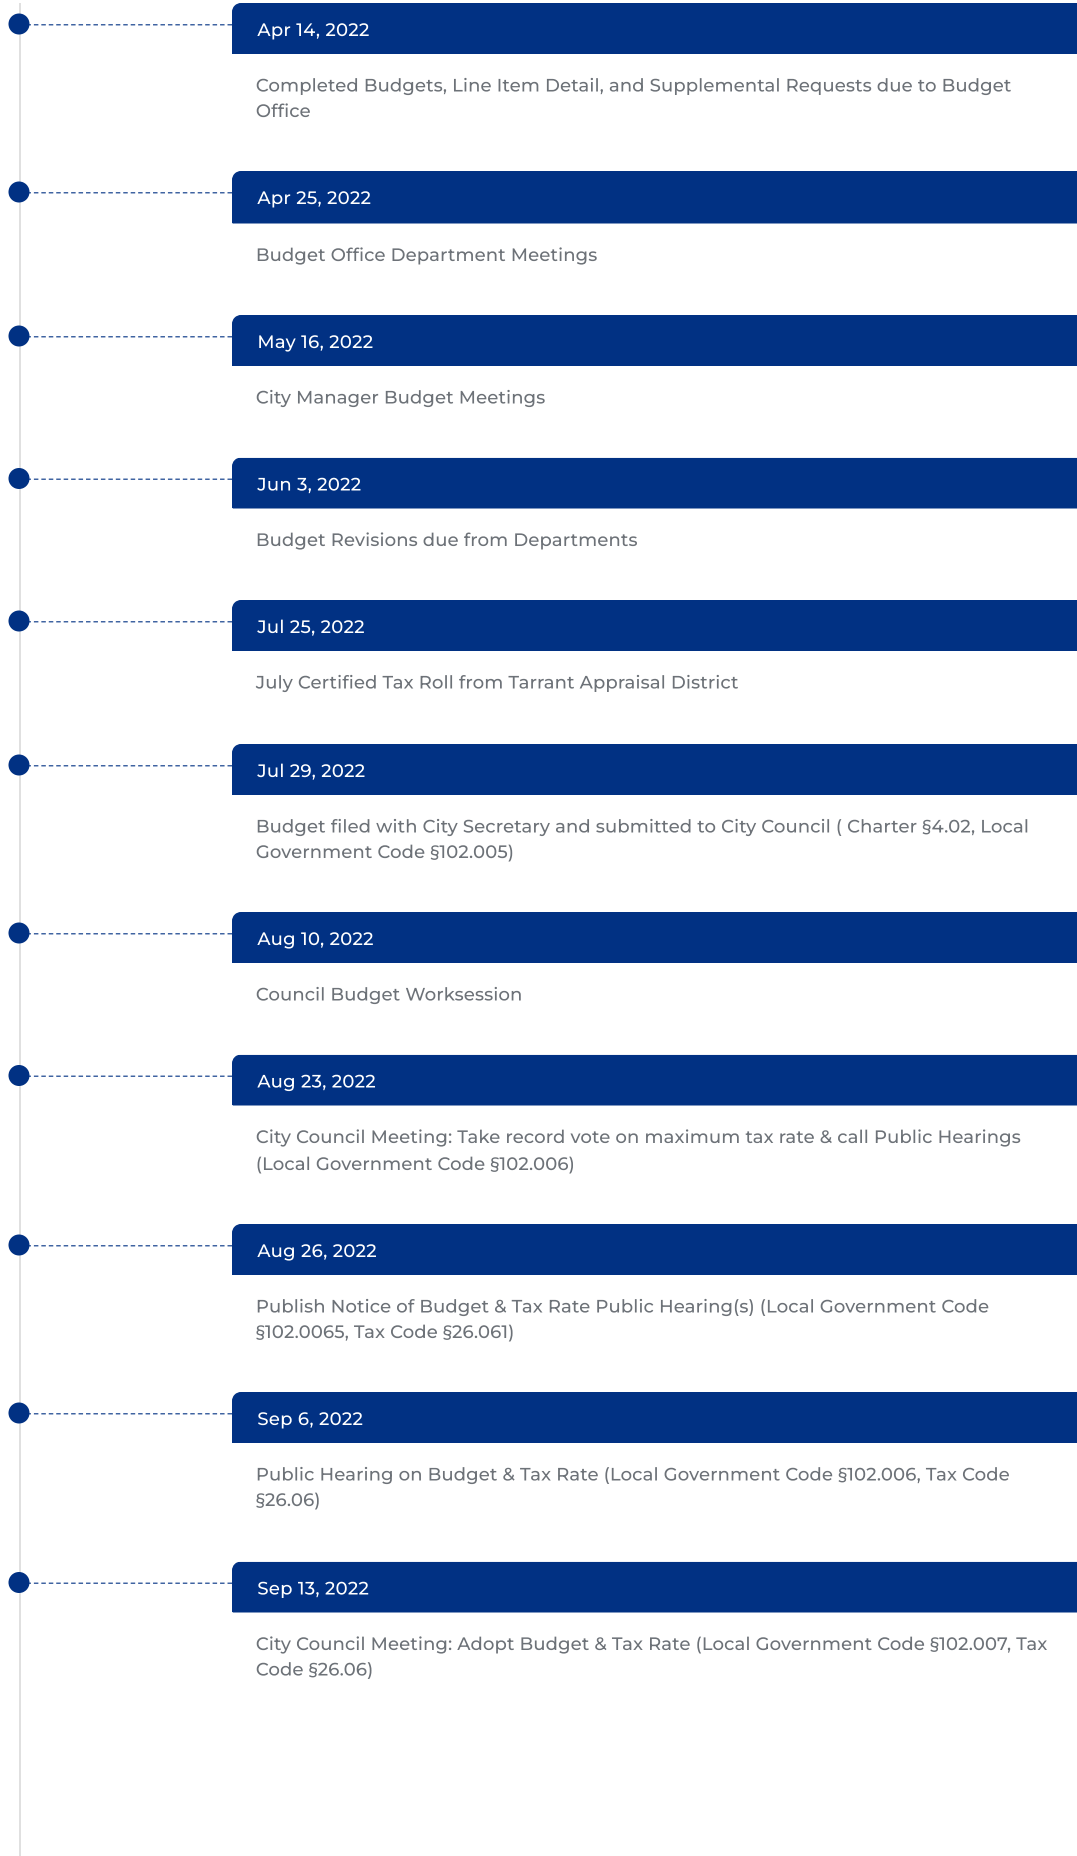 Apr 14, 2022
Completed Budgets, Line Item Detail, and Supplemental Requests due to Budget
Office
Apr 25, 2022
Budget Office Department Meetings
May 16, 2022
City Manager Budget Meetings
Jun 3, 2022
Budget Revisions due from Departments
Jul 25, 2022
July Certified Tax Roll from Tarrant Appraisal District
Jul 29, 2022
Budget filed with City Secretary and submitted to City Council ( Charter §4.02, Local
Government Code §102.005)
Aug 10, 2022
Council Budget Worksession
Aug 23, 2022
City Council Meeting: Take record vote on maximum tax rate & call Public Hearings
(Local Government Code §102.006)
Aug 26, 2022
Publish Notice of Budget & Tax Rate Public Hearing(s) (Local Government Code
§102.0065, Tax Code §26.061)
Sep 6, 2022
Public Hearing on Budget & Tax Rate (Local Government Code §102.006, Tax Code
§26.06)
Sep 13, 2022
City Council Meeting: Adopt Budget & Tax Rate (Local Government Code §102.007, Tax
Code §26.06)